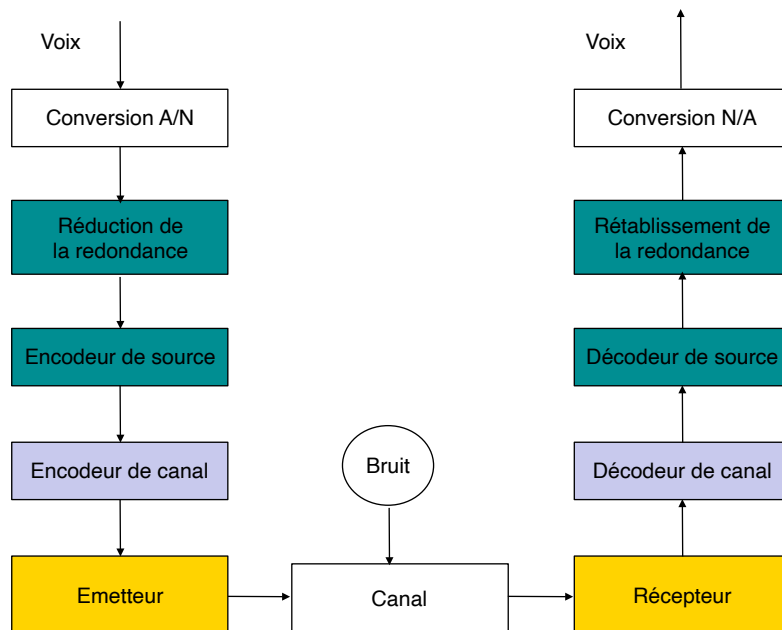 Voix
Conversion A/N
Réduction de
la redondance
Encodeur de source
Encodeur de canal
Emetteur
Bruit
Canal
Voix
Conversion N/A
Rétablissement de
la redondance
Décodeur de source
Décodeur de canal
Récepteur